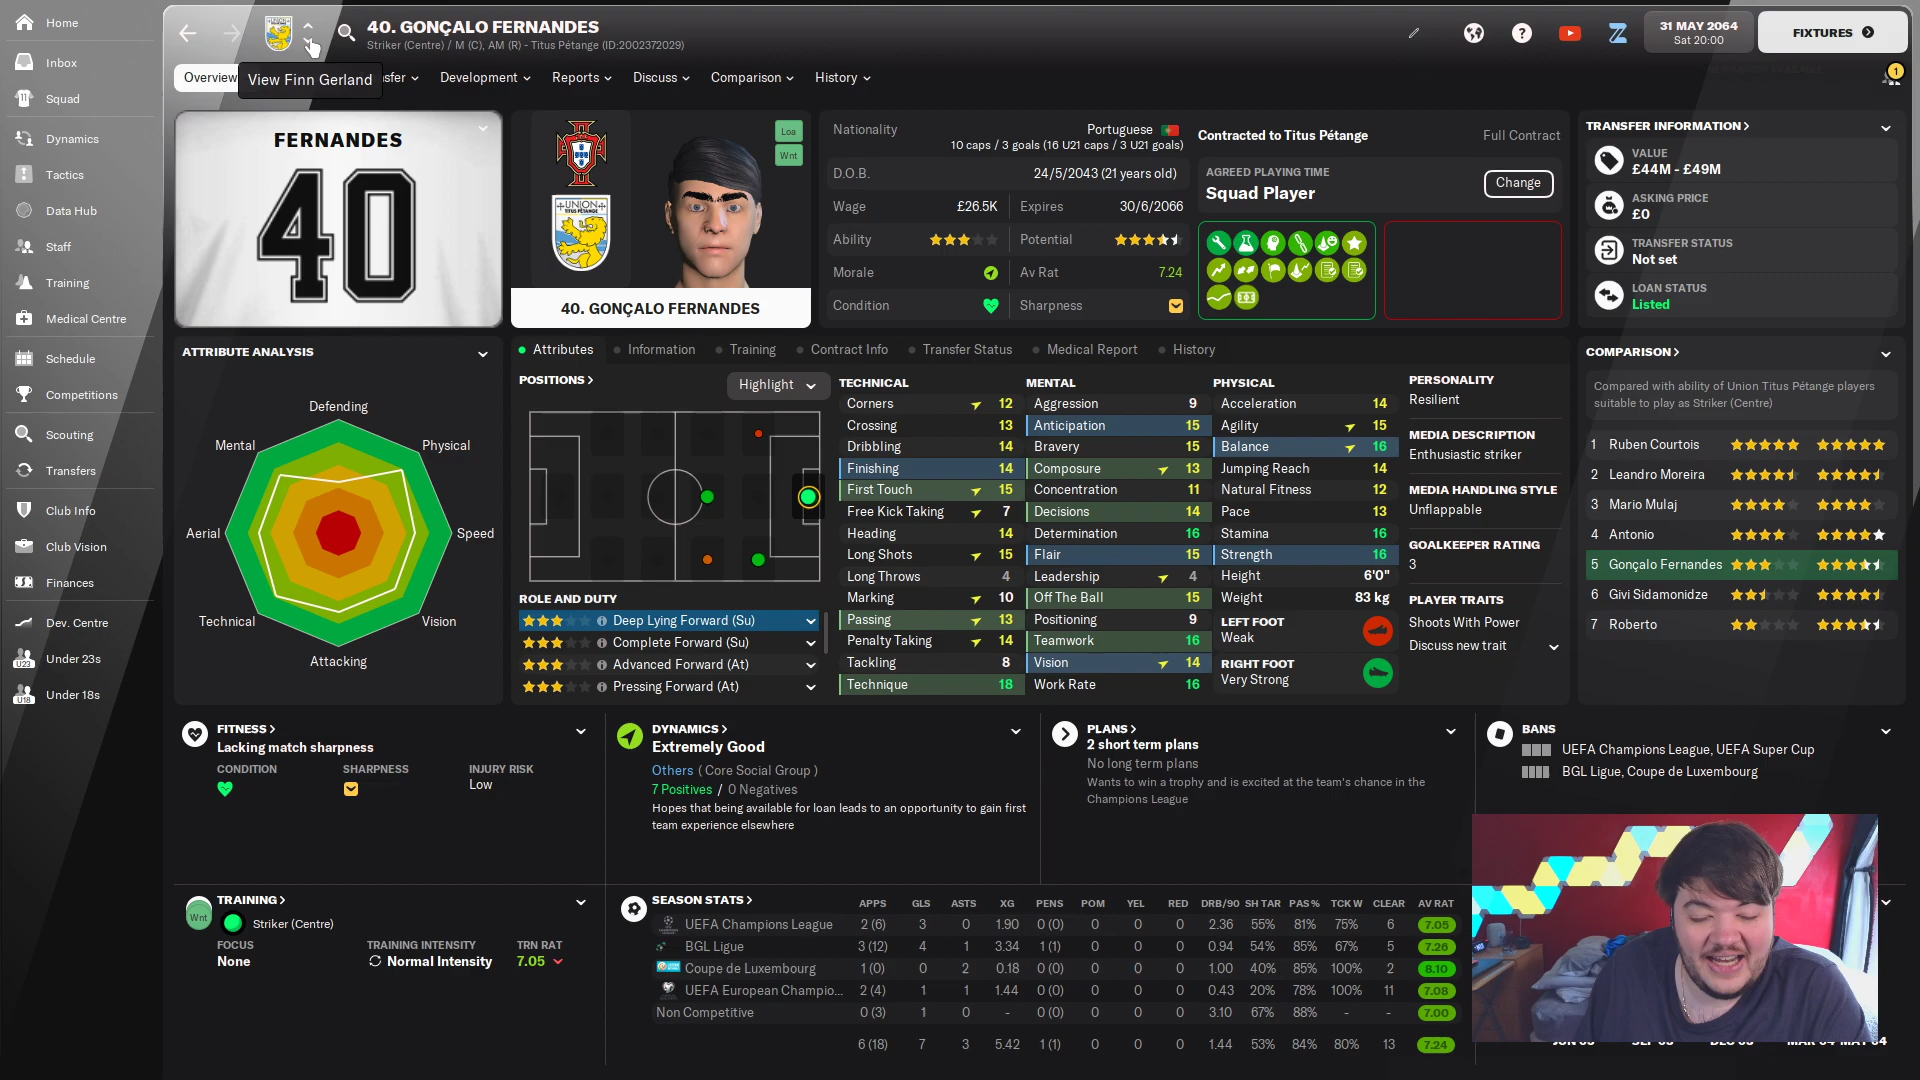 Home
Inbox
Squad
Dynamics
Tactics
Data Hub
Staff
Training
Medical Centre
Schedule
Competitions
Scouting
Transfers
Club Info
Club Vision
Finances
Dev. Centre
U23 Under 23s
U18 Under 18s
40. GONÇALO FERNANDES
Striker (Centre) / M (C), AM (R) - Titus Pétange (ID:2002372029)
31 MAY 2064
Sat 20:00
FIXTURES
Overview
View Finn Gerland
sfer
Development
Reports
Discuss
Comparison
History
1
FERNANDES
40
Loa
Wnt
UNION
TITUS PÉTANGE
40. GONÇALO FERNANDES
Nationality Portuguese
10 caps / 3 goals (16 U21 caps / 3 U21 goals)
D.O.B. 24/5/2043 (21 years old)
Wage £26.5K Expires 30/6/2066
Ability Potential
Morale Av Rat 7.24
Condition Sharpness
Contracted to Titus Pétange Full Contract
AGREED PLAYING TIME
Squad Player
Change
TRANSFER INFORMATION
VALUE
£44M - £49M
ASKING PRICE
£0
TRANSFER STATUS
Not set
LOAN STATUS
Listed
ATTRIBUTE ANALYSIS
Defending
Mental Physical
Aerial Speed
Technical Vision
Attacking
Attributes Information Training Contract Info Transfer Status Medical Report History
POSITIONS
Highlight
ROLE AND DUTY
Deep Lying Forward (Su)
Complete Forward (Su)
Advanced Forward (At)
Pressing Forward (At)
TECHNICAL
Corners 12
Crossing 13
Dribbling 14
Finishing 14
First Touch 15
Free Kick Taking 7
Heading 14
Long Shots 15
Long Throws 4
Marking 10
Passing 13
Penalty Taking 14
Tackling 8
Technique 18
MENTAL
Aggression 9
Anticipation 15
Bravery 15
Composure 13
Concentration 11
Decisions 14
Determination 16
Flair 15
Leadership 4
Off The Ball 15
Positioning 9
Teamwork 16
Vision 14
Work Rate 16
PHYSICAL
Acceleration 14
Agility 15
Balance 16
Jumping Reach 14
Natural Fitness 12
Pace 13
Stamina 16
Strength 16
Height 6'0"
Weight 83 kg
LEFT FOOT
Weak
RIGHT FOOT
Very Strong
PERSONALITY
Resilient
MEDIA DESCRIPTION
Enthusiastic striker
MEDIA HANDLING STYLE
Unflappable
GOALKEEPER RATING
3
PLAYER TRAITS
Shoots With Power
Discuss new trait
COMPARISON
Compared with ability of Union Titus Pétange players
suitable to play as Striker (Centre)
1 Ruben Courtois
2 Leandro Moreira
3 Mario Mulaj
4 Antonio
5 Gonçalo Fernandes
6 Givi Sidamonidze
7 Roberto
FITNESS
Lacking match sharpness
CONDITION SHARPNESS INJURY RISK
Low
DYNAMICS
Extremely Good
Others ( Core Social Group )
7 Positives / 0 Negatives
Hopes that being available for loan leads to an opportunity to gain first
team experience elsewhere
PLANS
2 short term plans
No long term plans
Wants to win a trophy and is excited at the team's chance in the
Champions League
BANS
UEFA Champions League, UEFA Super Cup
BGL Ligue, Coupe de Luxembourg
TRAINING
Wnt
Striker (Centre)
FOCUS TRAINING INTENSITY TRN RAT
None Normal Intensity 7.05
SEASON STATS APPS GLS ASTS XG PENS POM YEL RED DRB/90 SH TAR PAS % TCK W CLEAR AV RAT
UEFA Champions League 2 (6) 3 0 1.90 0 (0) 0 0 0 2.36 55% 81% 75% 6 7.05
BGL Ligue 3 (12) 4 1 3.34 1 (1) 0 0 0 0.94 54% 85% 67% 5 7.26
Coupe de Luxembourg 1 (0) 0 2 0.18 0 (0) 0 0 0 1.00 40% 85% 100% 2 8.10
UEFA European Champio... 2 (4) 1 1 1.44 0 (0) 0 0 0 0.43 20% 78% 100% 11 7.08
Non Competitive 0 (3) 1 0 - 0 (0) 0 0 0 3.10 67% 88% - - 7.00
6 (18) 7 3 5.42 1 (1) 0 0 0 1.44 53% 84% 80% 13 7.24